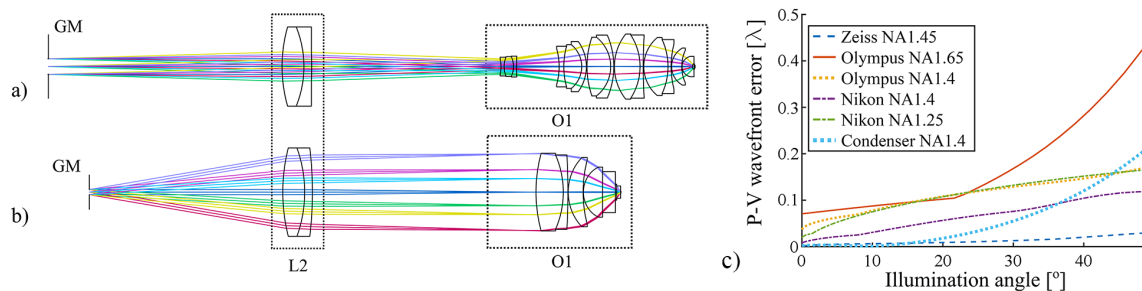 GM
a)
O1
GM
b)
L2
O1
c)
P-V wavefront error [λ]
0.5
0.4
0.3
0.2
0.1
0
Zeiss NA1.45
Olympus NA1.65
Olympus NA1.4
Nikon NA1.4
Nikon NA1.25
Condenser NA1.4
0 10 20 30 40
Illumination angle [º]